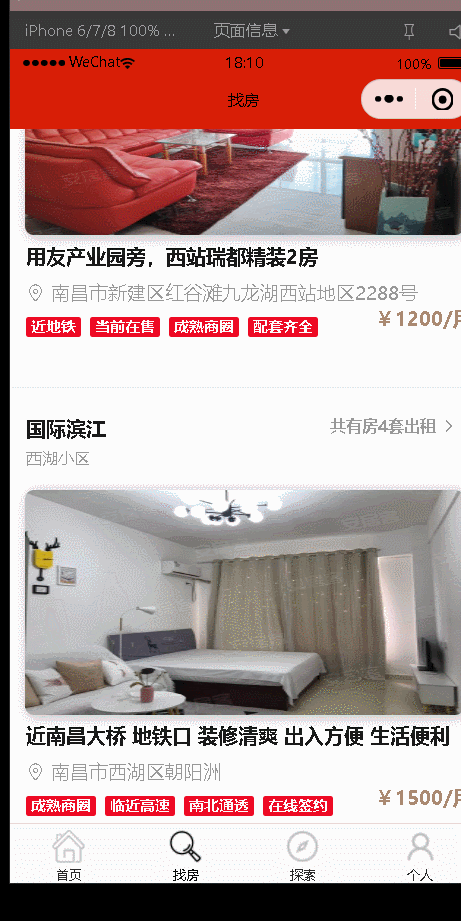 iPhone 6/7/8 100% ... 页面信息
WeChat 18:10 100%
找房
用友产业园旁，西站瑞都精装2房
南昌市新建区红谷滩九龙湖西站地区2288号
近地铁 当前在售 成熟商圈 配套齐全 ￥1200/月
国际滨江 共有房4套出租 >
西湖小区
近南昌大桥 地铁口 装修清爽 出入方便 生活便利
南昌市西湖区朝阳洲
成熟商圈 临近高速 南北通透 在线签约 ￥1500/月
首页 找房 探索 个人